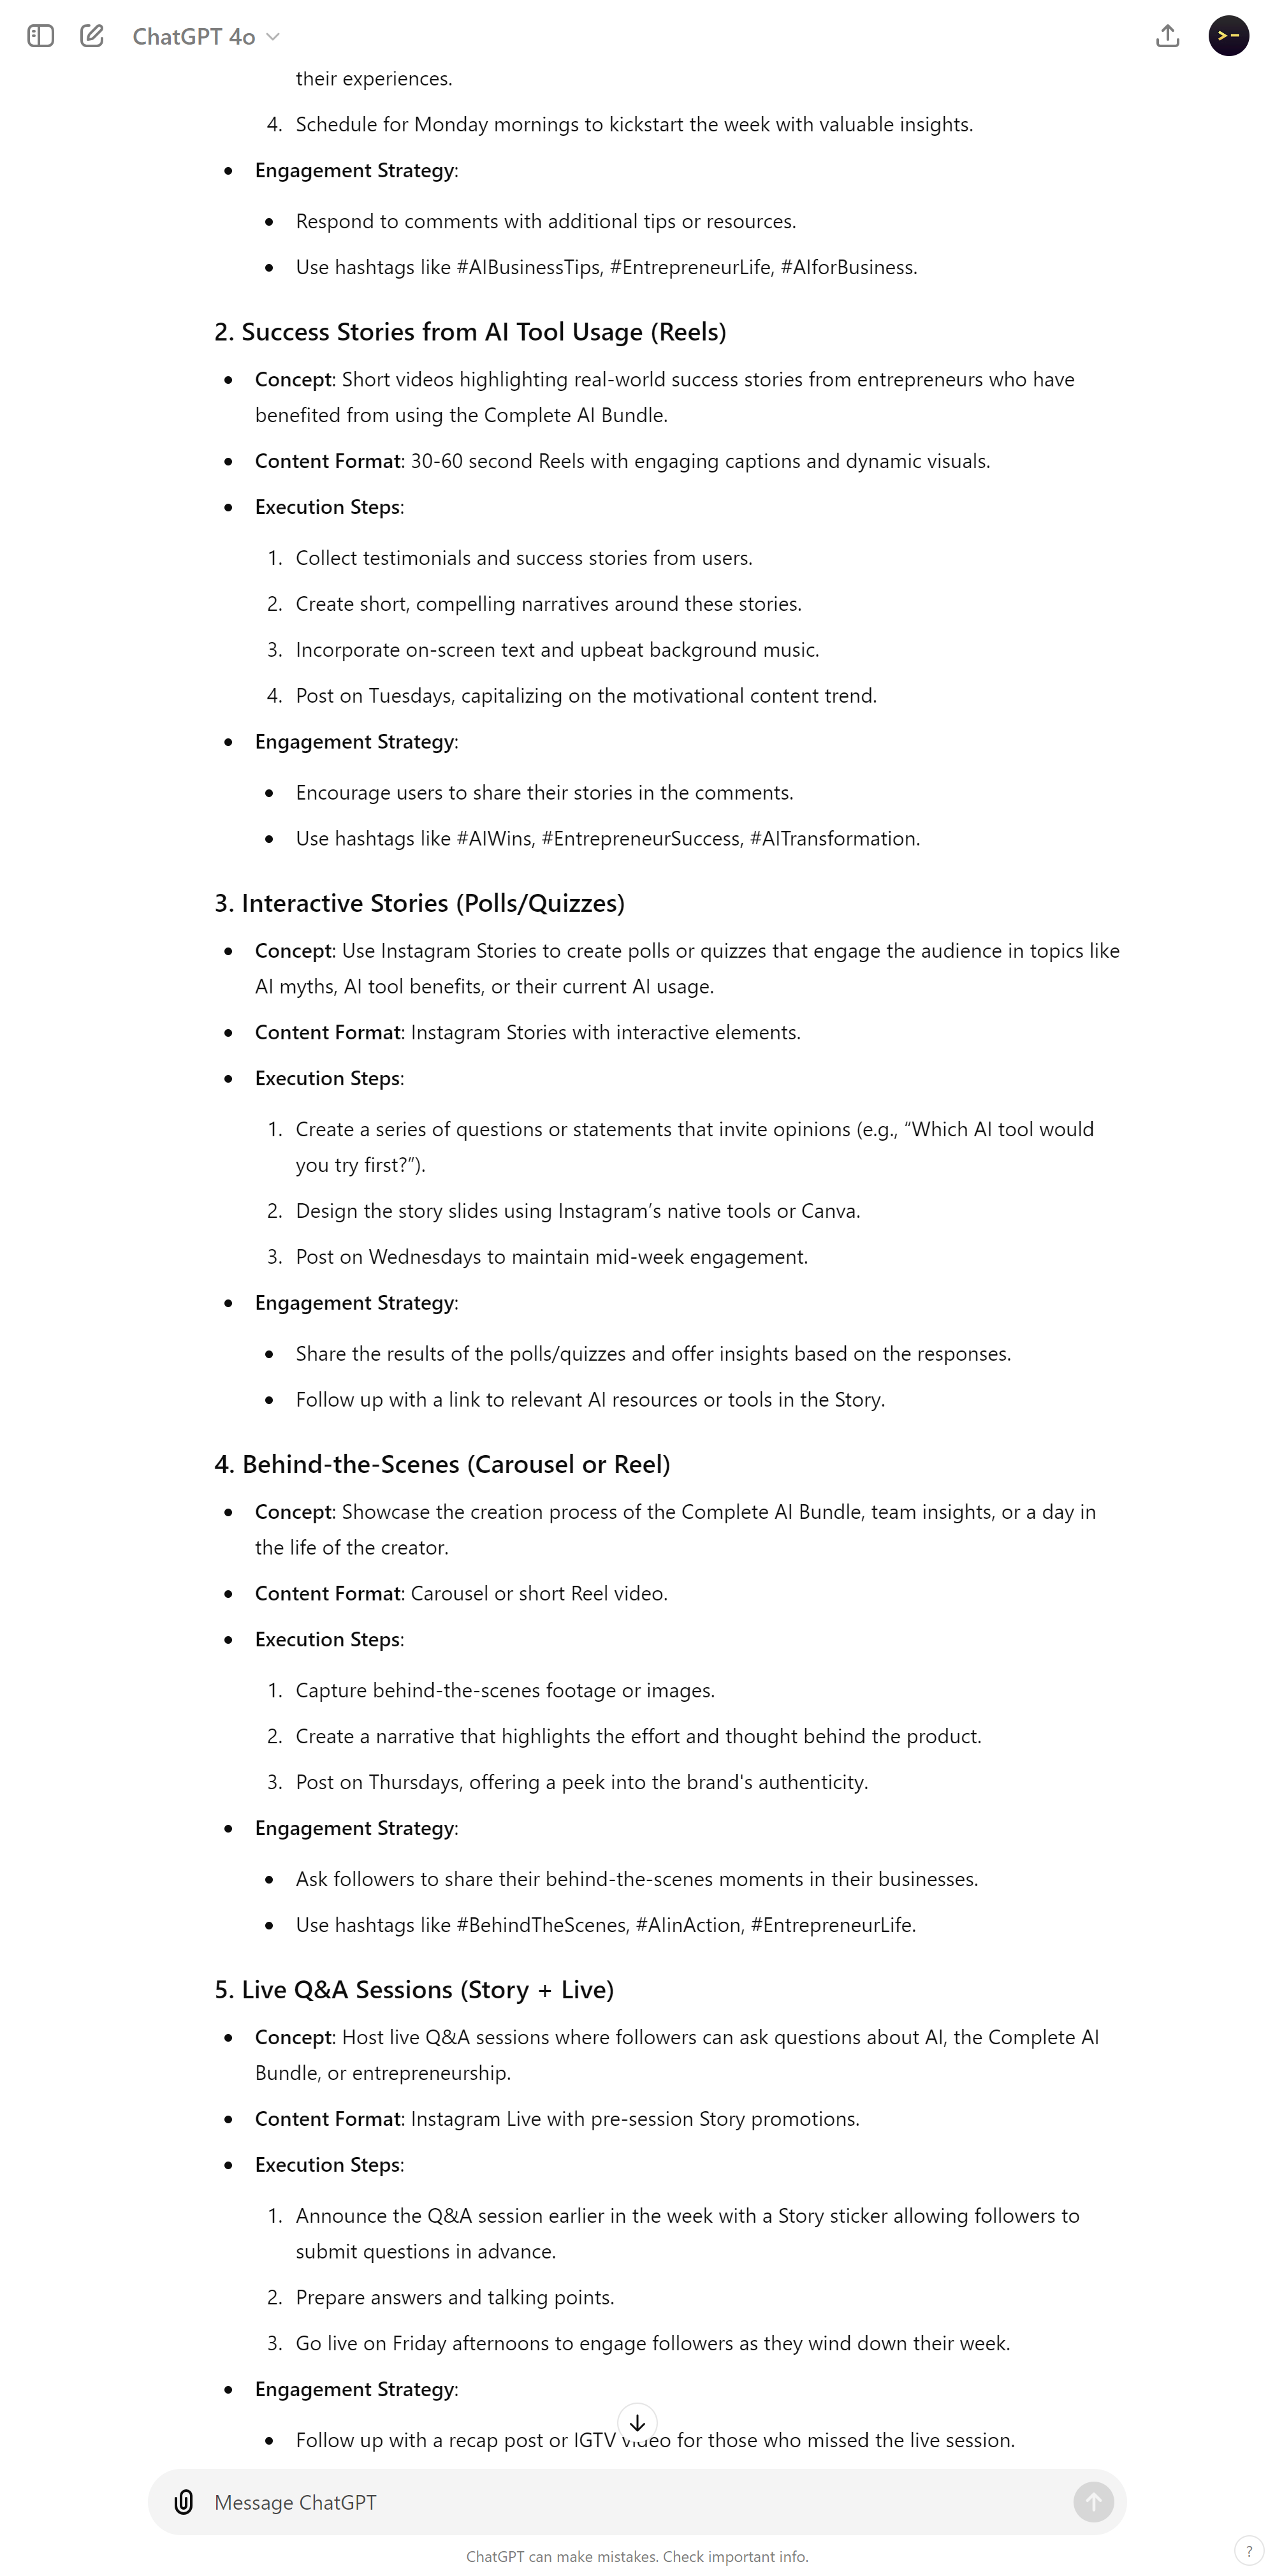 ChatGPT 4o
their experiences.
4. Schedule for Monday mornings to kickstart the week with valuable insights.
• Engagement Strategy:
• Respond to comments with additional tips or resources.
• Use hashtags like #AIBusinessTips, #EntrepreneurLife, #AIforBusiness.
2. Success Stories from AI Tool Usage (Reels)
• Concept: Short videos highlighting real-world success stories from entrepreneurs who have
benefited from using the Complete AI Bundle.
• Content Format: 30-60 second Reels with engaging captions and dynamic visuals.
• Execution Steps:
1. Collect testimonials and success stories from users.
2. Create short, compelling narratives around these stories.
3. Incorporate on-screen text and upbeat background music.
4. Post on Tuesdays, capitalizing on the motivational content trend.
• Engagement Strategy:
• Encourage users to share their stories in the comments.
• Use hashtags like #AIWins, #EntrepreneurSuccess, #AITransformation.
3. Interactive Stories (Polls/Quizzes)
• Concept: Use Instagram Stories to create polls or quizzes that engage the audience in topics like
AI myths, AI tool benefits, or their current AI usage.
• Content Format: Instagram Stories with interactive elements.
• Execution Steps:
1. Create a series of questions or statements that invite opinions (e.g., “Which AI tool would
you try first?”).
2. Design the story slides using Instagram’s native tools or Canva.
3. Post on Wednesdays to maintain mid-week engagement.
• Engagement Strategy:
• Share the results of the polls/quizzes and offer insights based on the responses.
• Follow up with a link to relevant AI resources or tools in the Story.
4. Behind-the-Scenes (Carousel or Reel)
• Concept: Showcase the creation process of the Complete AI Bundle, team insights, or a day in
the life of the creator.
• Content Format: Carousel or short Reel video.
• Execution Steps:
1. Capture behind-the-scenes footage or images.
2. Create a narrative that highlights the effort and thought behind the product.
3. Post on Thursdays, offering a peek into the brand's authenticity.
• Engagement Strategy:
• Ask followers to share their behind-the-scenes moments in their businesses.
• Use hashtags like #BehindTheScenes, #AIinAction, #EntrepreneurLife.
5. Live Q&A Sessions (Story + Live)
• Concept: Host live Q&A sessions where followers can ask questions about AI, the Complete AI
Bundle, or entrepreneurship.
• Content Format: Instagram Live with pre-session Story promotions.
• Execution Steps:
1. Announce the Q&A session earlier in the week with a Story sticker allowing followers to
submit questions in advance.
2. Prepare answers and talking points.
3. Go live on Friday afternoons to engage followers as they wind down their week.
• Engagement Strategy:
• Follow up with a recap post or IGTV video for those who missed the live session.
Message ChatGPT
ChatGPT can make mistakes. Check important info.
?